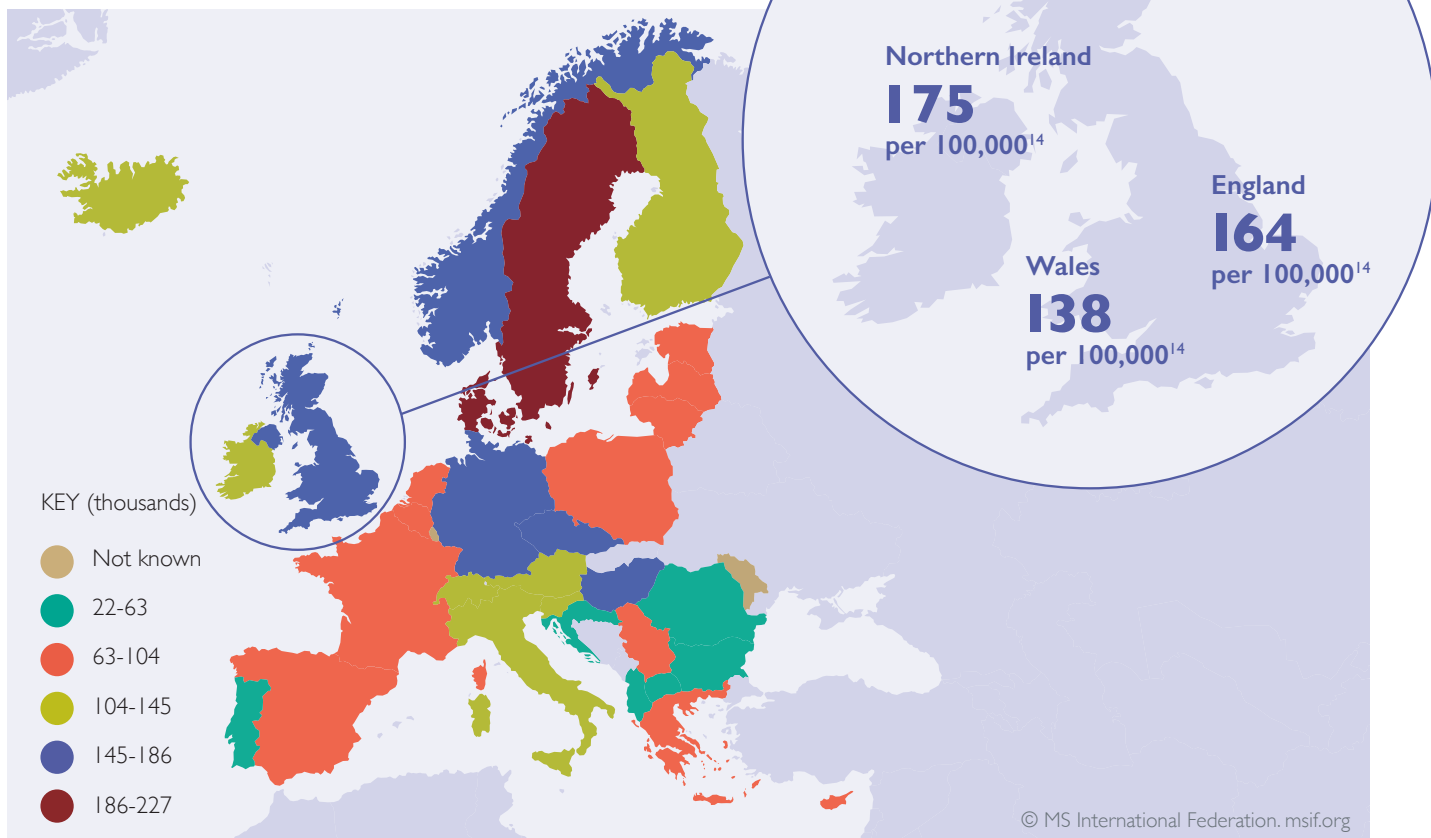 Northern Ireland
175
per 100,000¹⁴
England
164
per 100,000¹⁴
Wales
138
per 100,000¹⁴
KEY (thousands)
Not known
22-63
63-104
104-145
145-186
186-227
© MS International Federation. msif.org